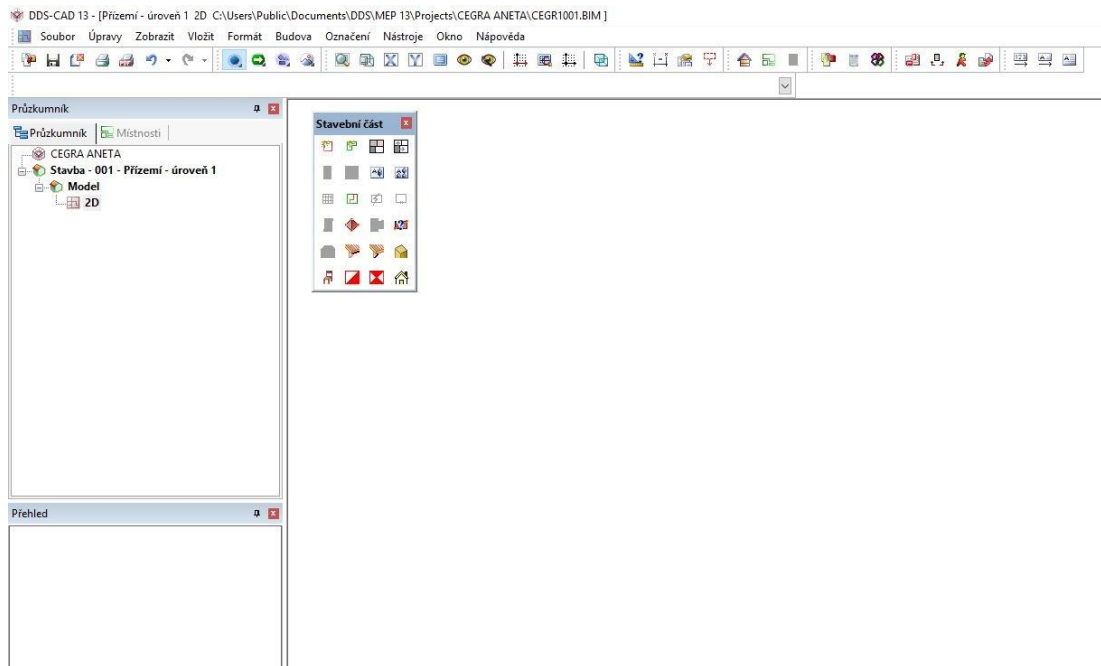 DDS-CAD 13 - [Přízemí - úroveň 1 2D C:\Users\Public\Documents\DDS\MEP 13\Projects\CEGRA ANETA\CEGR1001.BIM ]
Soubor Úpravy Zobrazit Vložit Formát Budova Označení Nástroje Okno Nápověda
Průzkumník
Průzkumník Místnosti
CEGRA ANETA
Stavba - 001 - Přízemí - úroveň 1
Model
2D
Stavební část
Přehled